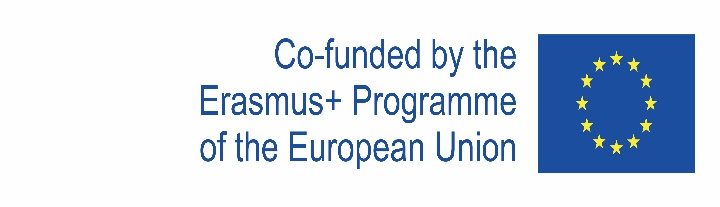 Co-funded by the
Erasmus+ Programme
of the European Union